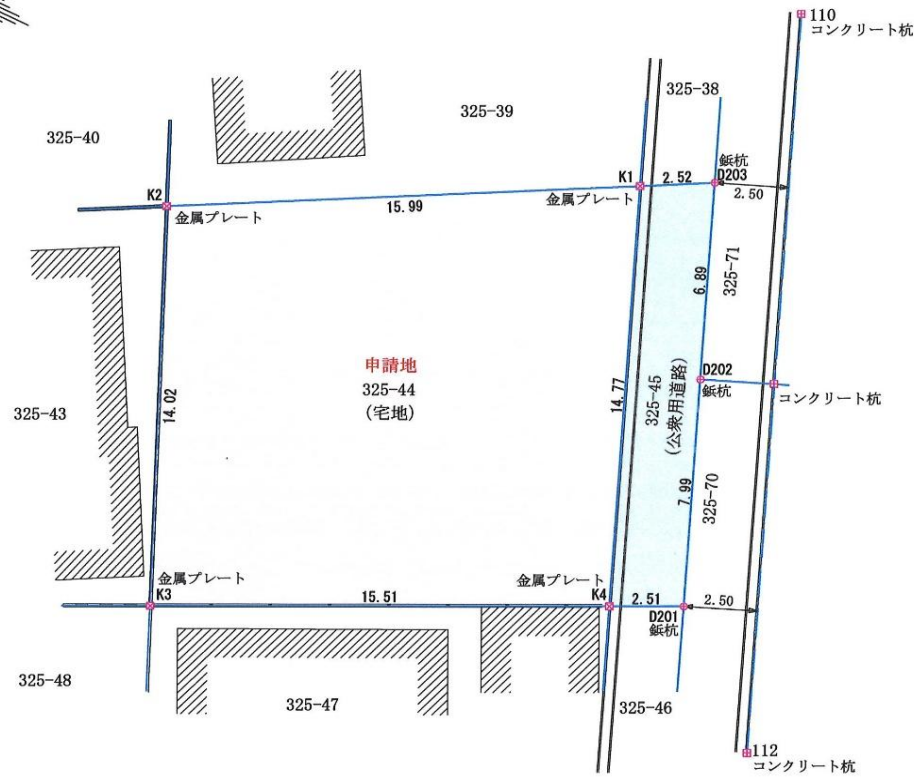 110
コンクリート杭
325-38
325-39
325-40
鋲杭
D203
K1
2.52
2.50
K2
金属プレート
15.99
金属プレート
6.89
325-71
申請地
325-44
(宅地)
14.02
14.77
325-45
(公衆用道路)
D202
鋲杭
コンクリート杭
325-43
7.99
325-70
金属プレート
K3
15.51
金属プレート
K4
2.51
D201
鋲杭
2.50
325-48
325-47
325-46
112
コンクリート杭